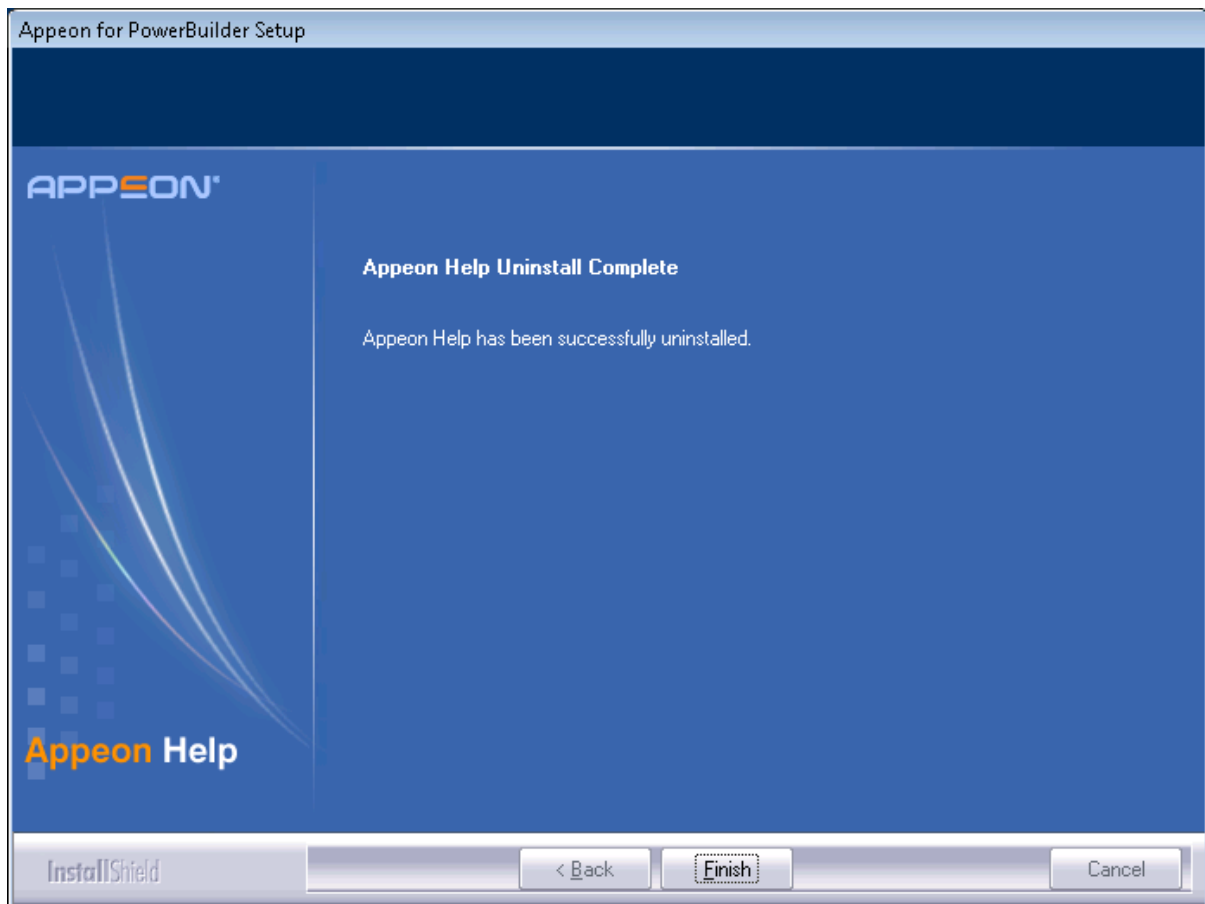 Appeon for PowerBuilder Setup
APPEON
Appeon Help Uninstall Complete
Appeon Help has been successfully uninstalled.
Appeon Help
InstallShield
< Back
Finish
Cancel